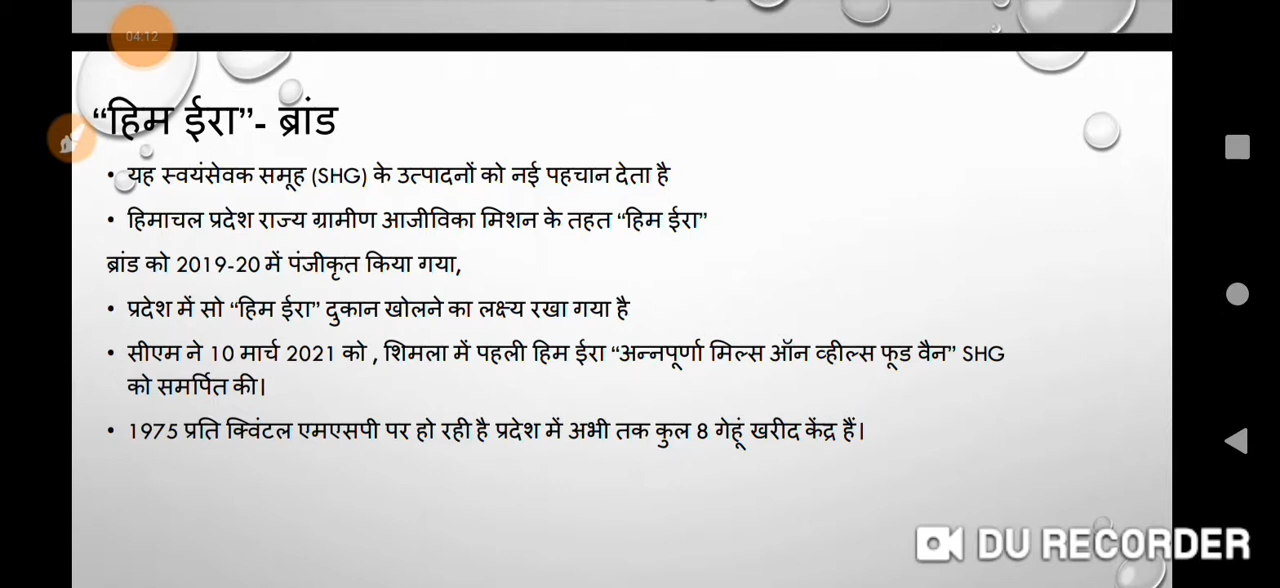 04:12
“हिम ईरा”- ब्रांड
• यह स्वयंसेवक समूह (SHG) के उत्पादनों को नई पहचान देता है
• हिमाचल प्रदेश राज्य ग्रामीण आजीविका मिशन के तहत “हिम ईरा”
ब्रांड को 2019-20 में पंजीकृत किया गया,
• प्रदेश में सो “हिम ईरा” दुकान खोलने का लक्ष्य रखा गया है
• सीएम ने 10 मार्च 2021 को , शिमला में पहली हिम ईरा “अन्नपूर्णा मिल्स ऑन व्हील्स फूड वैन” SHG
को समर्पित की।
• 1975 प्रति क्विंटल एमएसपी पर हो रही है प्रदेश में अभी तक कुल 8 गेहूं खरीद केंद्र हैं।
DU RECORDER